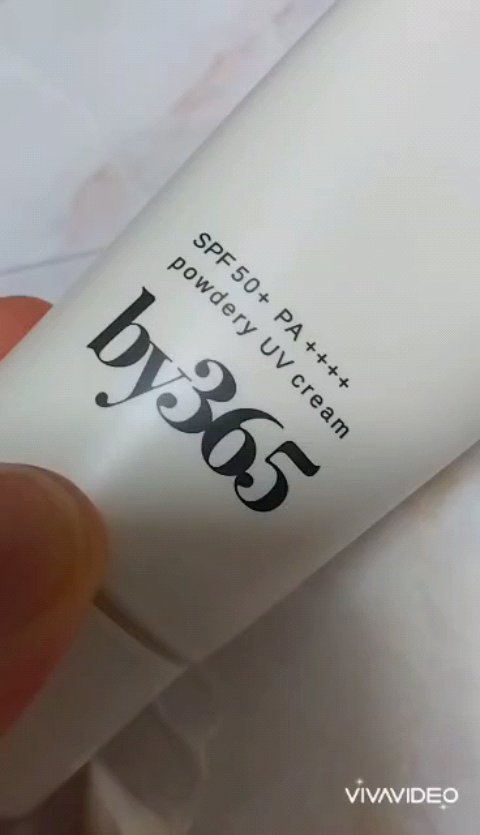 SPF50+ PA++++
powdery UV cream
by365
VIVAVIDEO